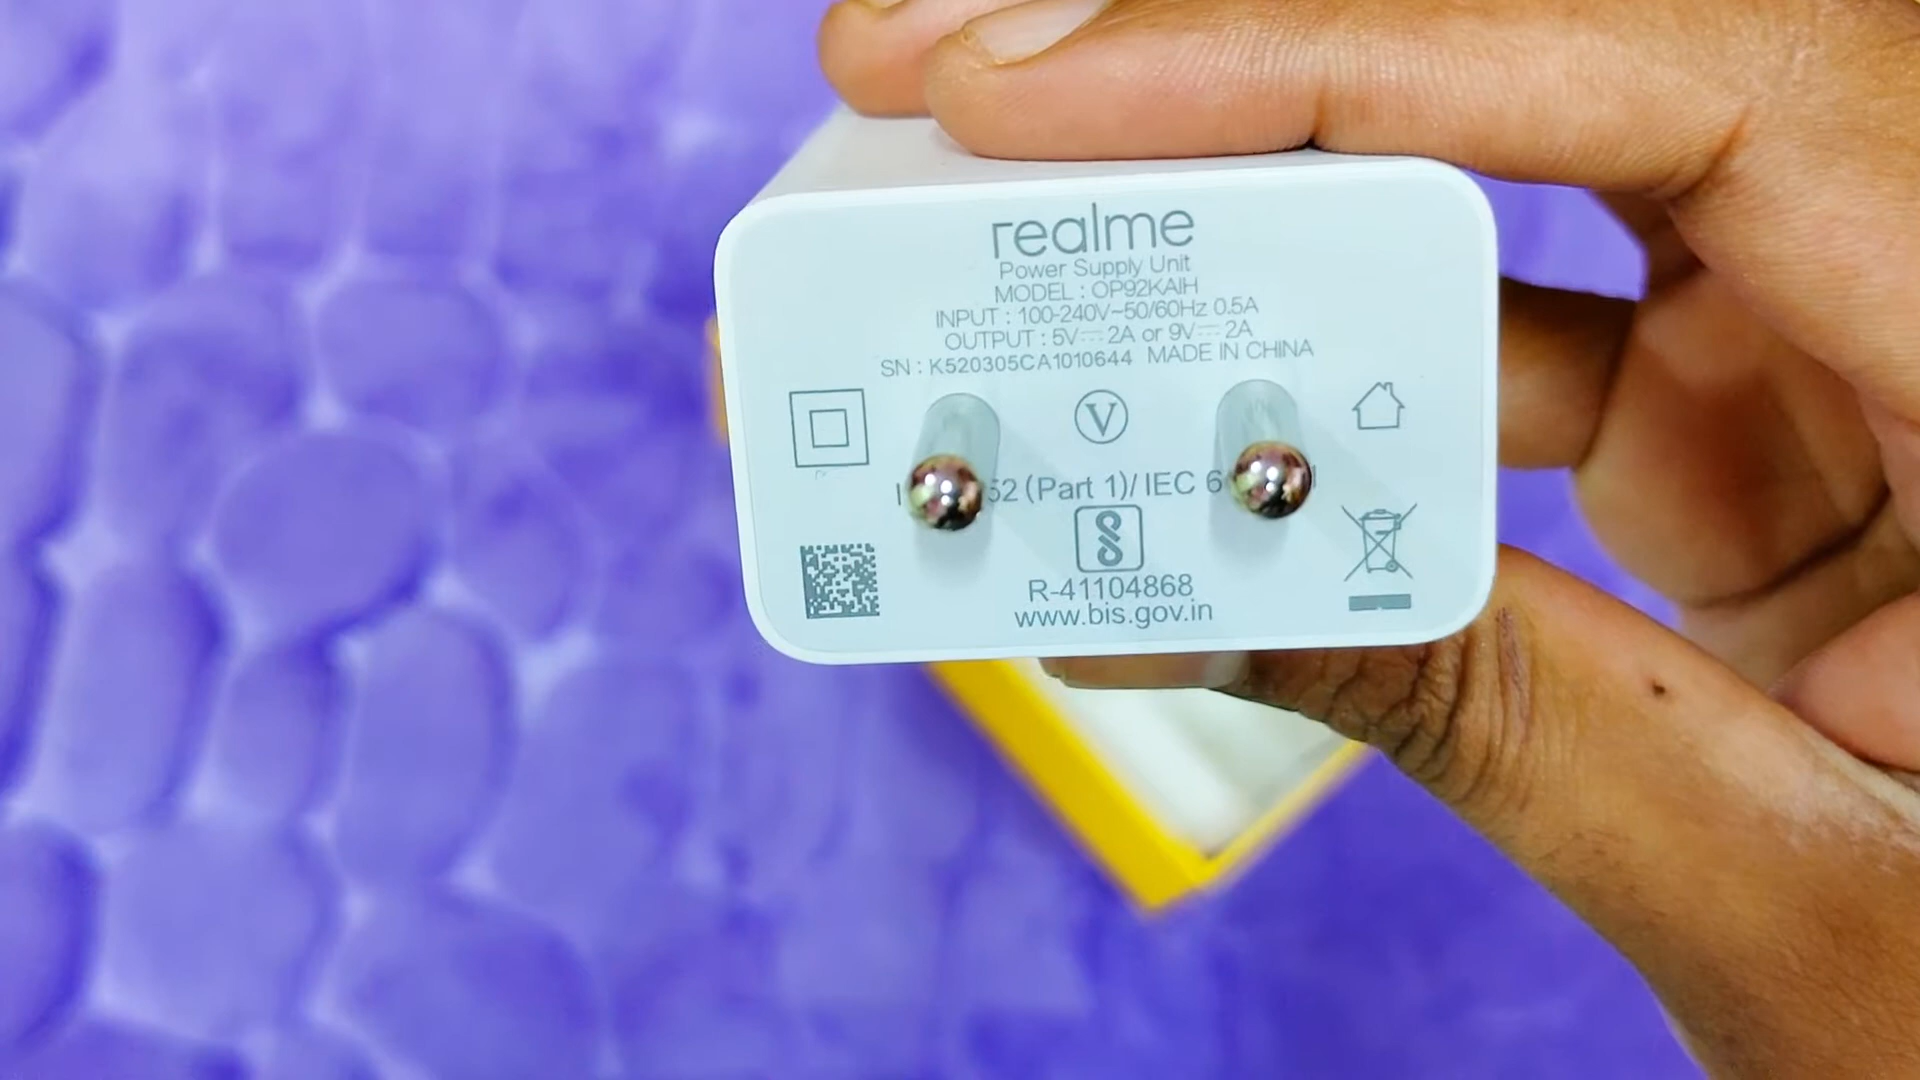 realme
Power Supply Unit
MODEL : OP92KAIH
INPUT : 100-240V~50/60Hz 0.5A
OUTPUT : 5V⎓2A or 9V⎓2A
SN : K520305CA1010644 MADE IN CHINA
V
(Part 1)/ IEC
R-41104868
www.bis.gov.in